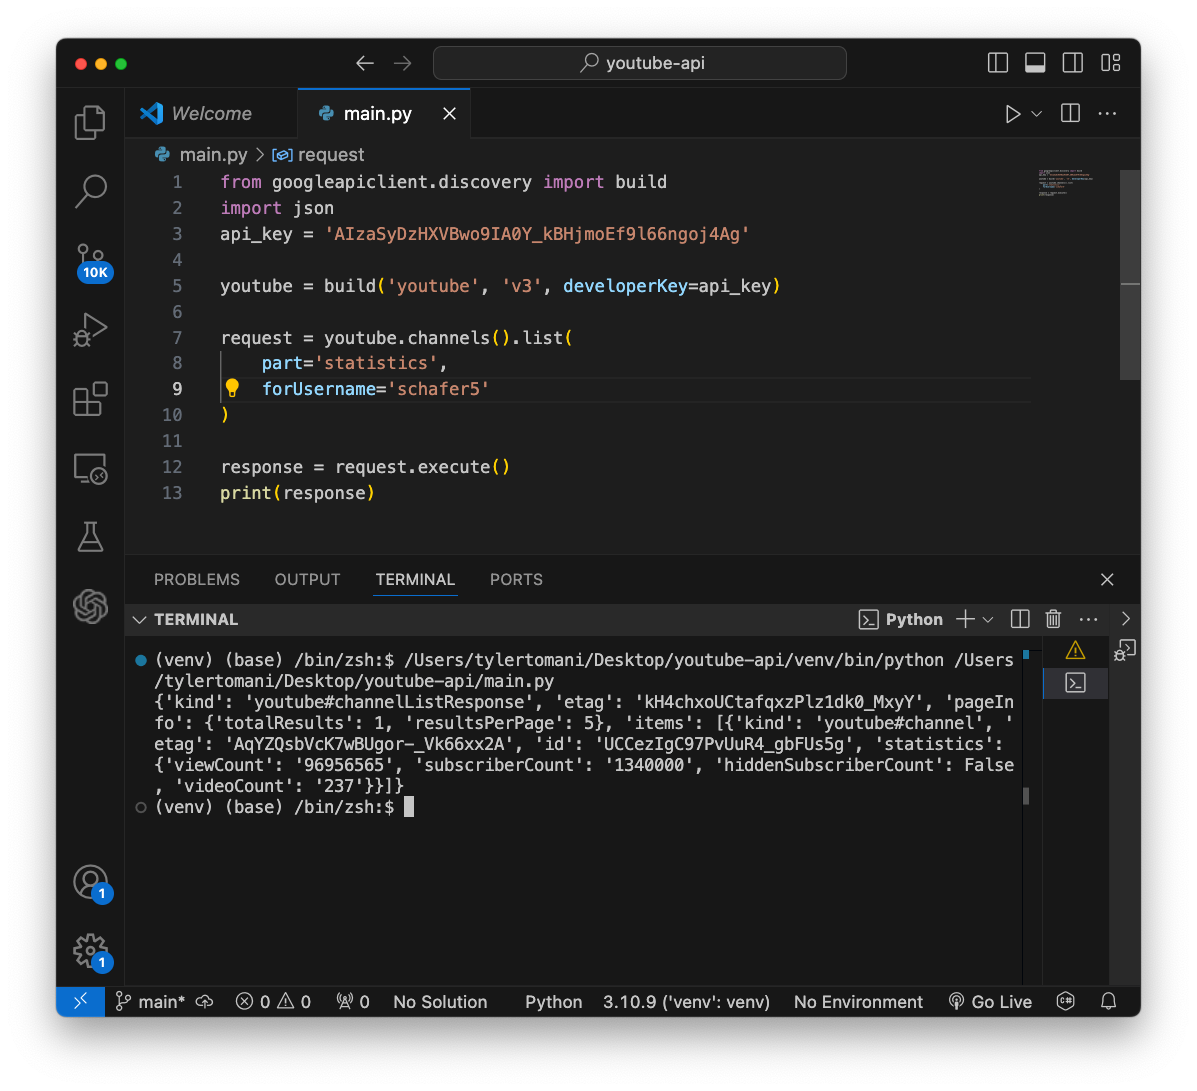 youtube-api
Welcome
main.py
main.py > request
1 from googleapiclient.discovery import build
2 import json
3 api_key = 'AIzaSyDzHXVBwo9IA0Y_kBHjmoEf9l66ngoj4Ag'
4
5 youtube = build('youtube', 'v3', developerKey=api_key)
6
7 request = youtube.channels().list(
8     part='statistics',
9     forUsername='schafer5'
10 )
11
12 response = request.execute()
13 print(response)
10K
PROBLEMS OUTPUT TERMINAL PORTS
TERMINAL
Python
(venv) (base) /bin/zsh:$ /Users/tylertomani/Desktop/youtube-api/venv/bin/python /Users
/tylertomani/Desktop/youtube-api/main.py
{'kind': 'youtube#channelListResponse', 'etag': 'kH4chxoUCtafqxzPlz1dk0_MxyY', 'pageIn
fo': {'totalResults': 1, 'resultsPerPage': 5}, 'items': [{'kind': 'youtube#channel', '
etag': 'AqYZQsbVcK7wBUgor-_Vk66xx2A', 'id': 'UCCezIgC97PvUuR4_gbFUs5g', 'statistics':
{'viewCount': '96956565', 'subscriberCount': '1340000', 'hiddenSubscriberCount': False
, 'videoCount': '237'}}]}
(venv) (base) /bin/zsh:$
1
1
main* 0 0 0 No Solution Python 3.10.9 ('venv': venv) No Environment Go Live